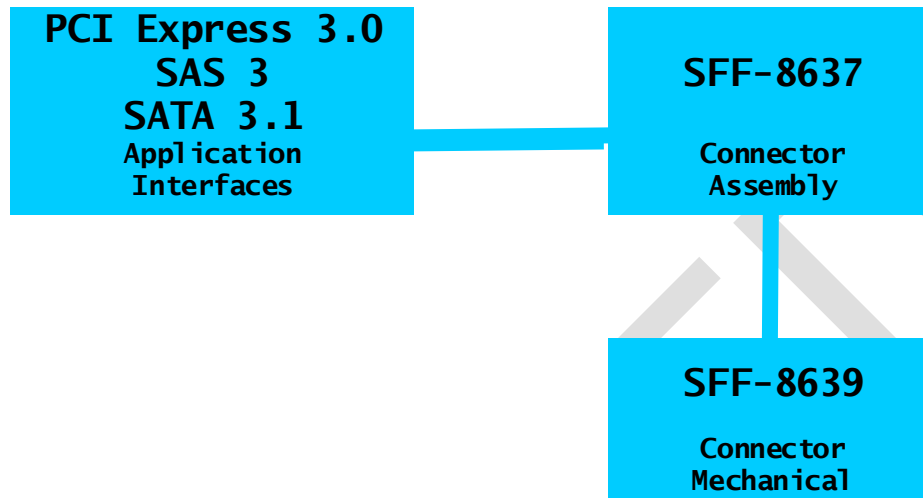 PCI Express 3.0
SAS 3
SATA 3.1
Application
Interfaces
SFF-8637
Connector
Assembly
SFF-8639
Connector
Mechanical